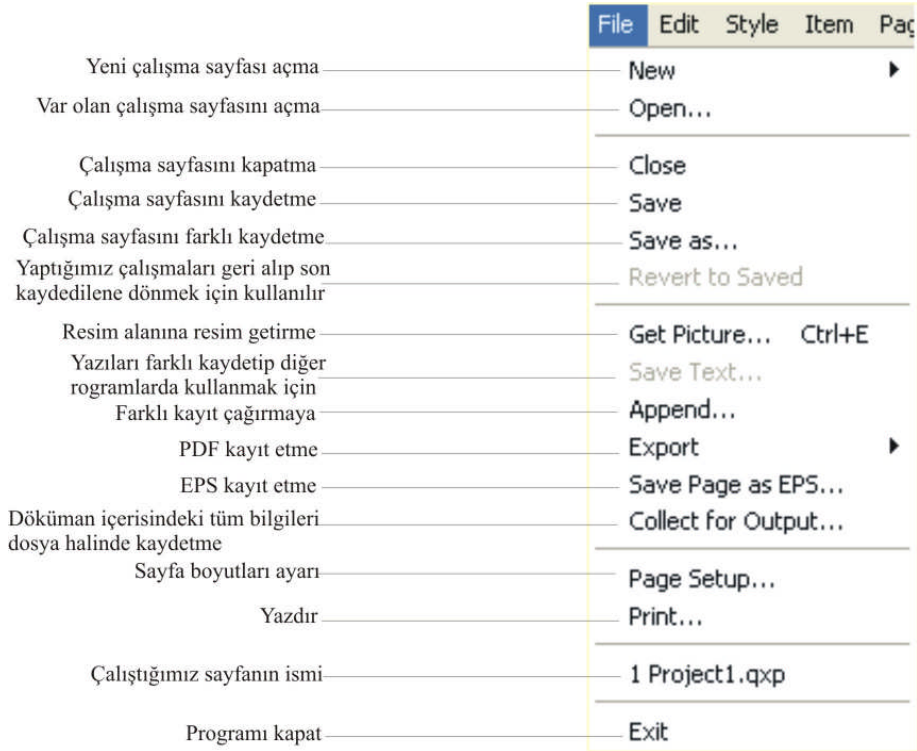 File Edit Style Item Pag
Yeni çalışma sayfası açma New
Var olan çalışma sayfasını açma Open...
Çalışma sayfasını kapatma Close
Çalışma sayfasını kaydetme Save
Çalışma sayfasını farklı kaydetme Save as...
Yaptığımız çalışmaları geri alıp son
kaydedilene dönmek için kullanılır Revert to Saved
Resim alanına resim getirme Get Picture... Ctrl+E
Yazıları farklı kaydetip diğer
rogramlarda kullanmak için Save Text...
Farklı kayıt çağırmaya Append...
PDF kayıt etme Export
EPS kayıt etme Save Page as EPS...
Döküman içerisindeki tüm bilgileri
dosya halinde kaydetme Collect for Output...
Sayfa boyutları ayarı Page Setup...
Yazdır Print...
Çalıştığımız sayfanın ismi 1 Project1.qxp
Programı kapat Exit